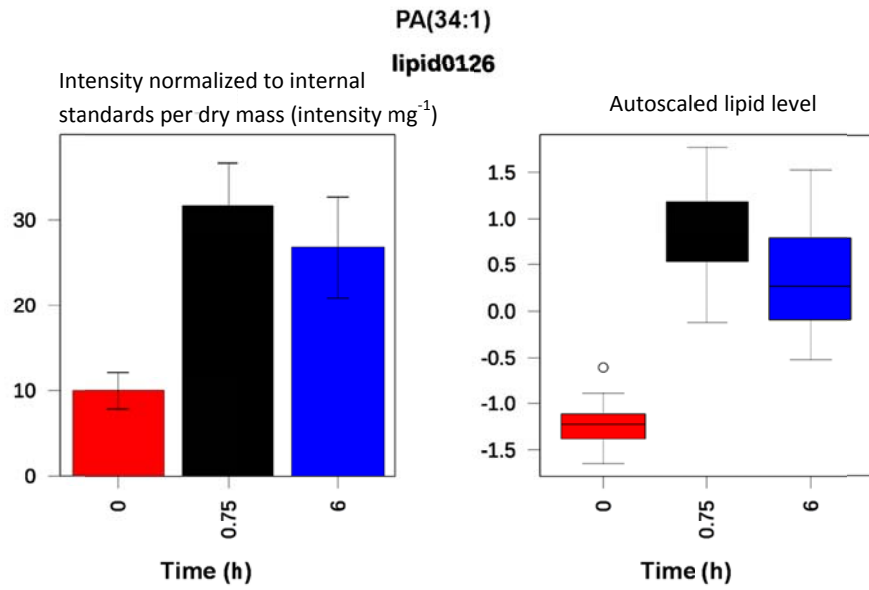 PA(34:1)
lipid0126
Intensity normalized to internal
standards per dry mass (intensity mg⁻¹)
30
20
10
0
0
0.75
6
Time (h)
Autoscaled lipid level
1.5
1.0
0.5
0.0
-0.5
-1.0
-1.5
0
0.75
6
Time (h)